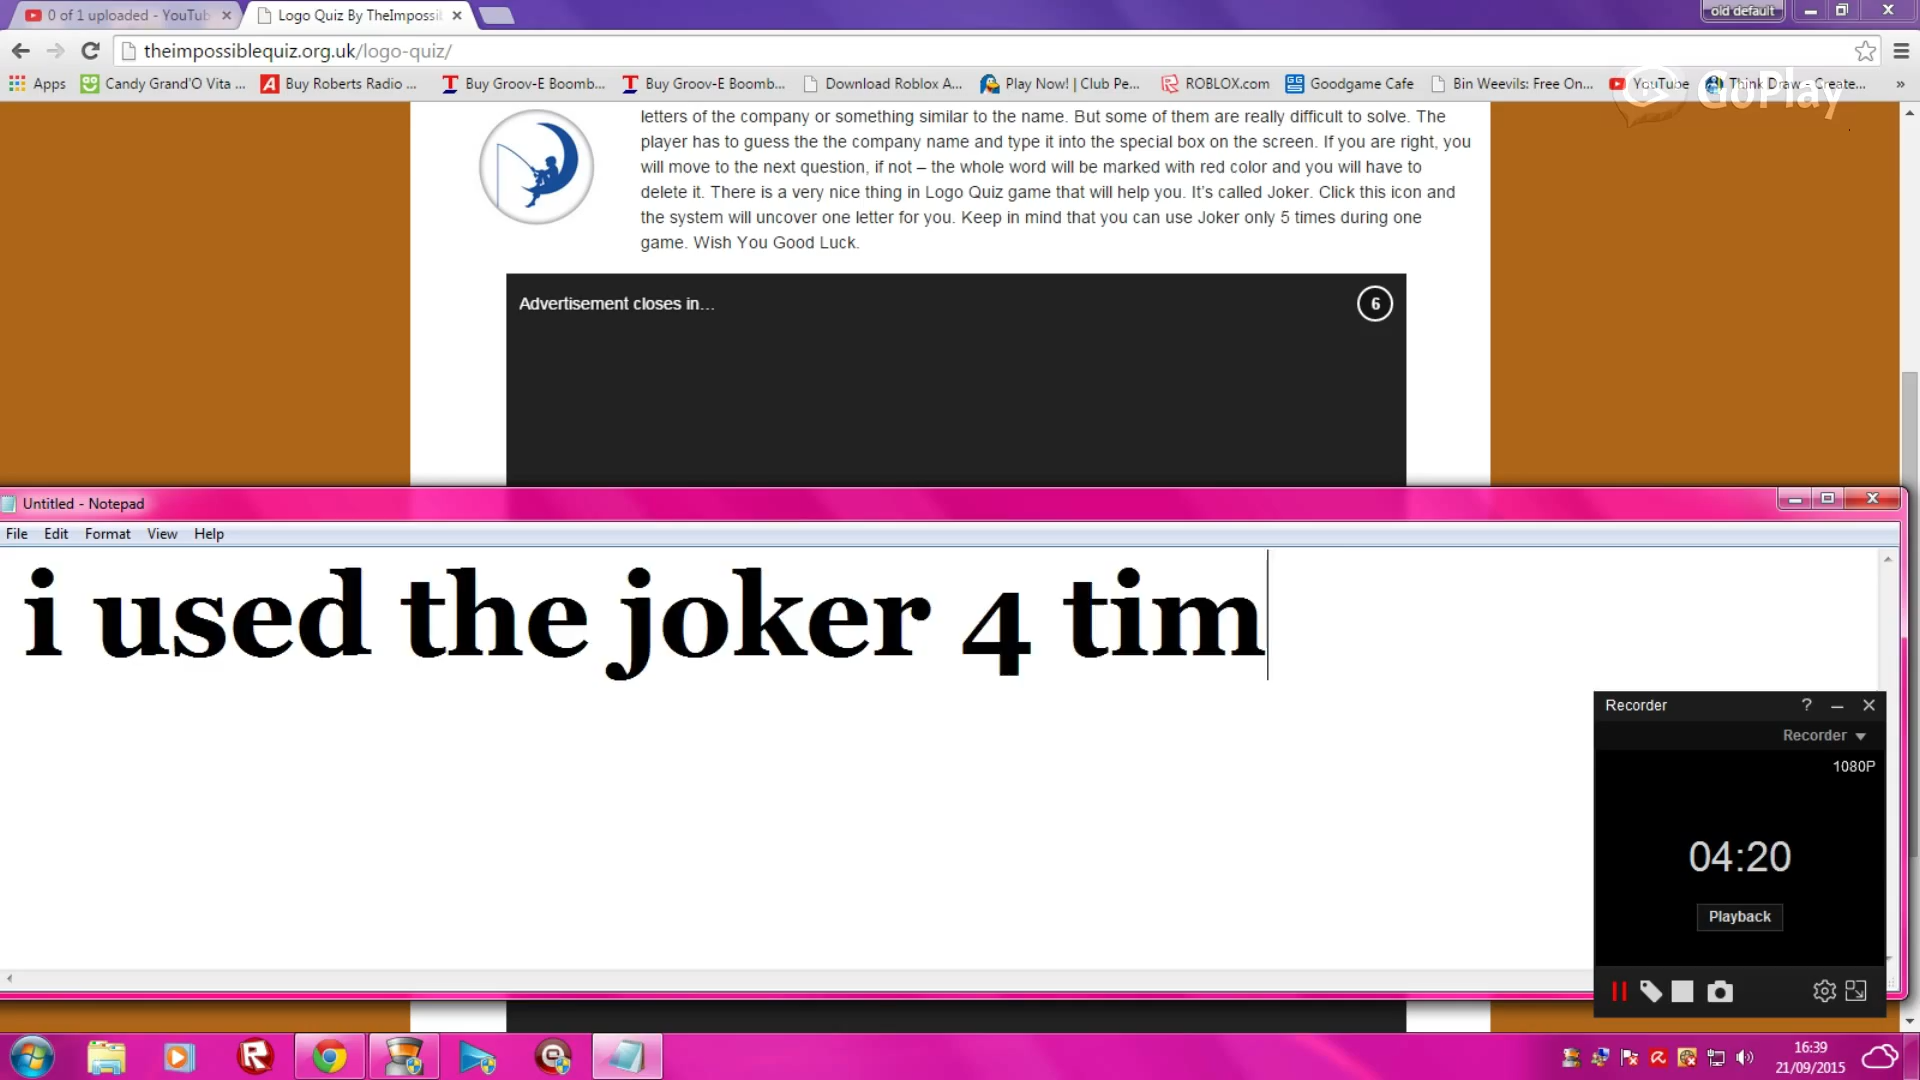 0 of 1 uploaded - YouTub
Logo Quiz By TheImpossib
old default
theimpossiblequiz.org.uk/logo-quiz/
Apps
Candy Grand'O Vita ...
Buy Roberts Radio ...
Buy Groov-E Boomb...
Buy Groov-E Boomb...
Download Roblox A...
Play Now! | Club Pe...
ROBLOX.com
Goodgame Cafe
Bin Weevils: Free On...
YouTube
Think Draw - Create...
»
GoPlay
letters of the company or something similar to the name. But some of them are really difficult to solve. The
player has to guess the the company name and type it into the special box on the screen. If you are right, you
will move to the next question, if not – the whole word will be marked with red color and you will have to
delete it. There is a very nice thing in Logo Quiz game that will help you. It's called Joker. Click this icon and
the system will uncover one letter for you. Keep in mind that you can use Joker only 5 times during one
game. Wish You Good Luck.
Advertisement closes in...
6
Untitled - Notepad
File Edit Format View Help
i used the joker 4 tim
Recorder
?
Recorder
1080P
04:20
Playback
16:39
21/09/2015